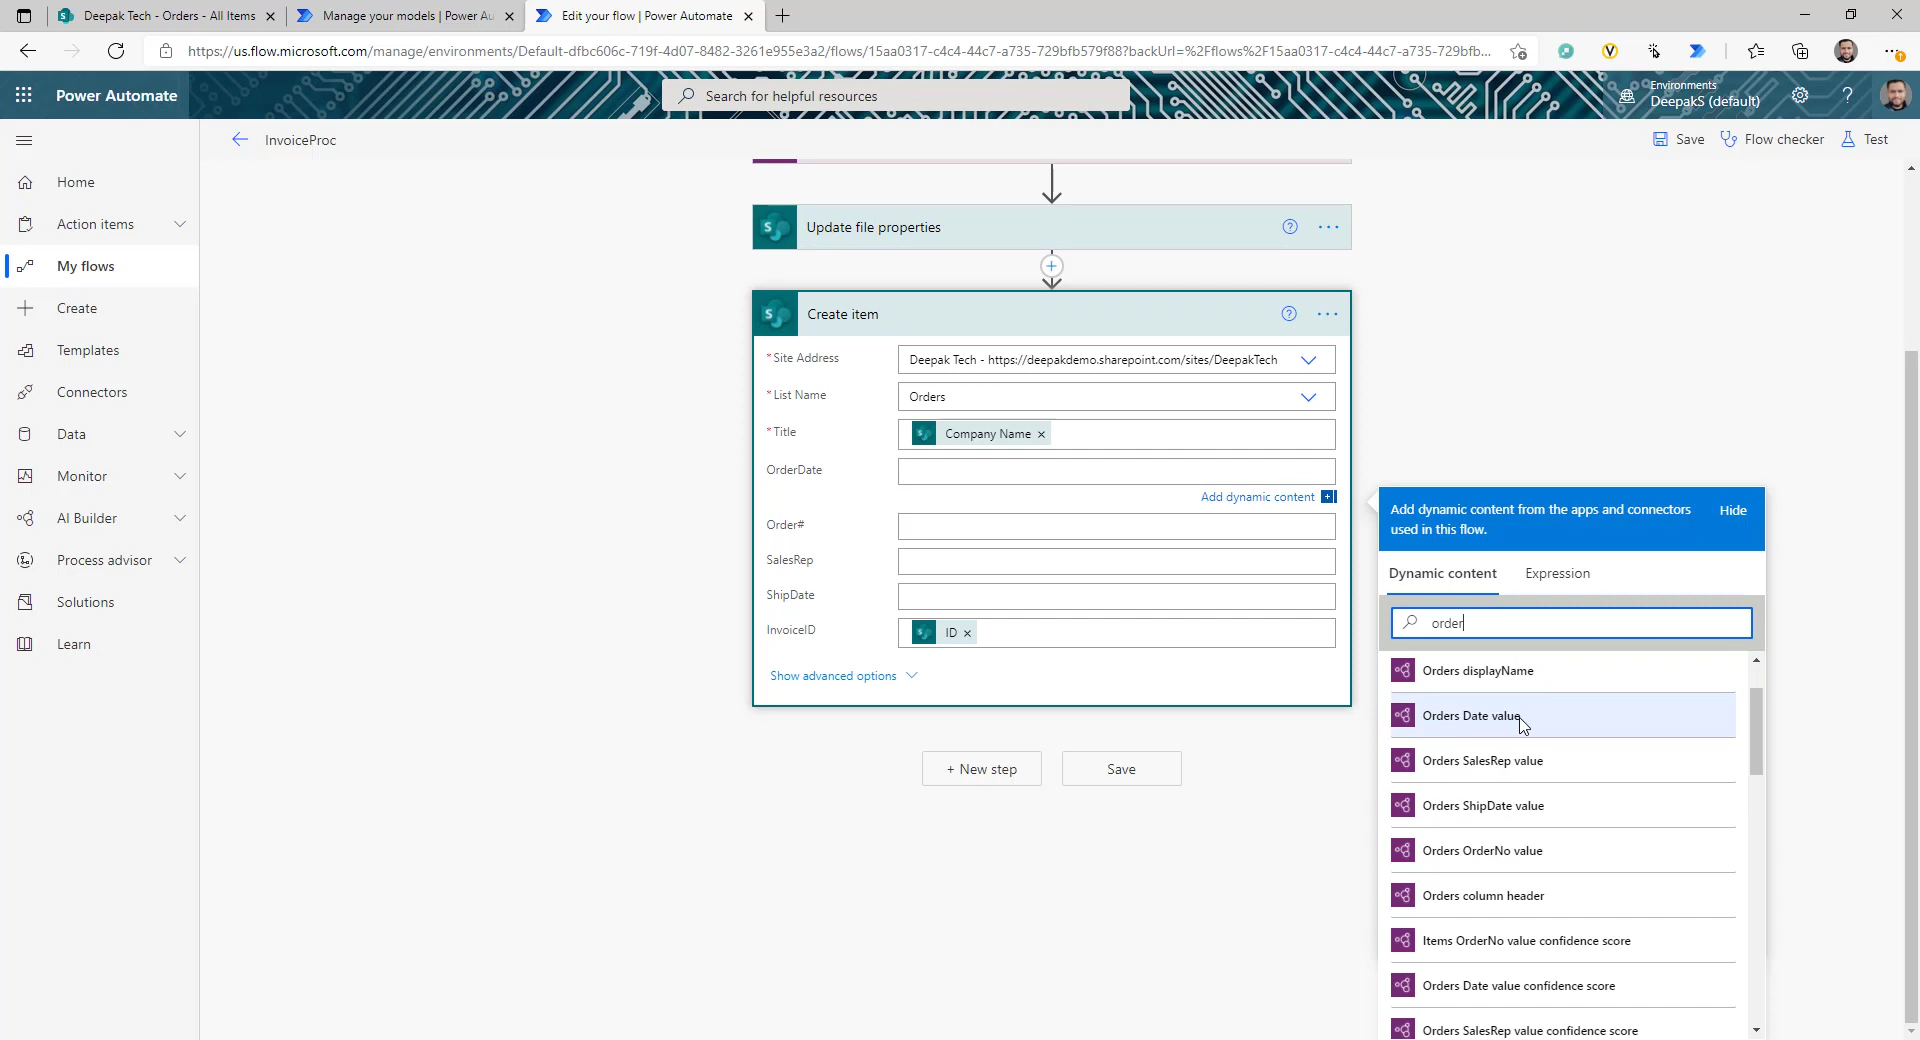 Deepak Tech - Orders - All Items
Manage your models | Power Au
Edit your flow | Power Automate
https://us.flow.microsoft.com/manage/environments/Default-dfbc606c-719f-4d07-8482-3261e955e3a2/flows/15aa0317-c4c4-44c7-a735-729bfb579f88?backUrl=%2Fflows%2F15aa0317-c4c4-44c7-a735-729bfb...
Power Automate
Search for helpful resources
Environments
DeepakS (default)
InvoiceProc
Save
Flow checker
Test
Home
Action items
My flows
Create
Templates
Connectors
Data
Monitor
AI Builder
Process advisor
Solutions
Learn
Update file properties
Create item
* Site Address
Deepak Tech - https://deepakdemo.sharepoint.com/sites/DeepakTech
* List Name
Orders
* Title
Company Name
OrderDate
Add dynamic content
Order#
SalesRep
ShipDate
InvoiceID
ID
Show advanced options
+ New step
Save
Add dynamic content from the apps and connectors
used in this flow.
Hide
Dynamic content
Expression
order
Orders displayName
Orders Date value
Orders SalesRep value
Orders ShipDate value
Orders OrderNo value
Orders column header
Items OrderNo value confidence score
Orders Date value confidence score
Orders SalesRep value confidence score